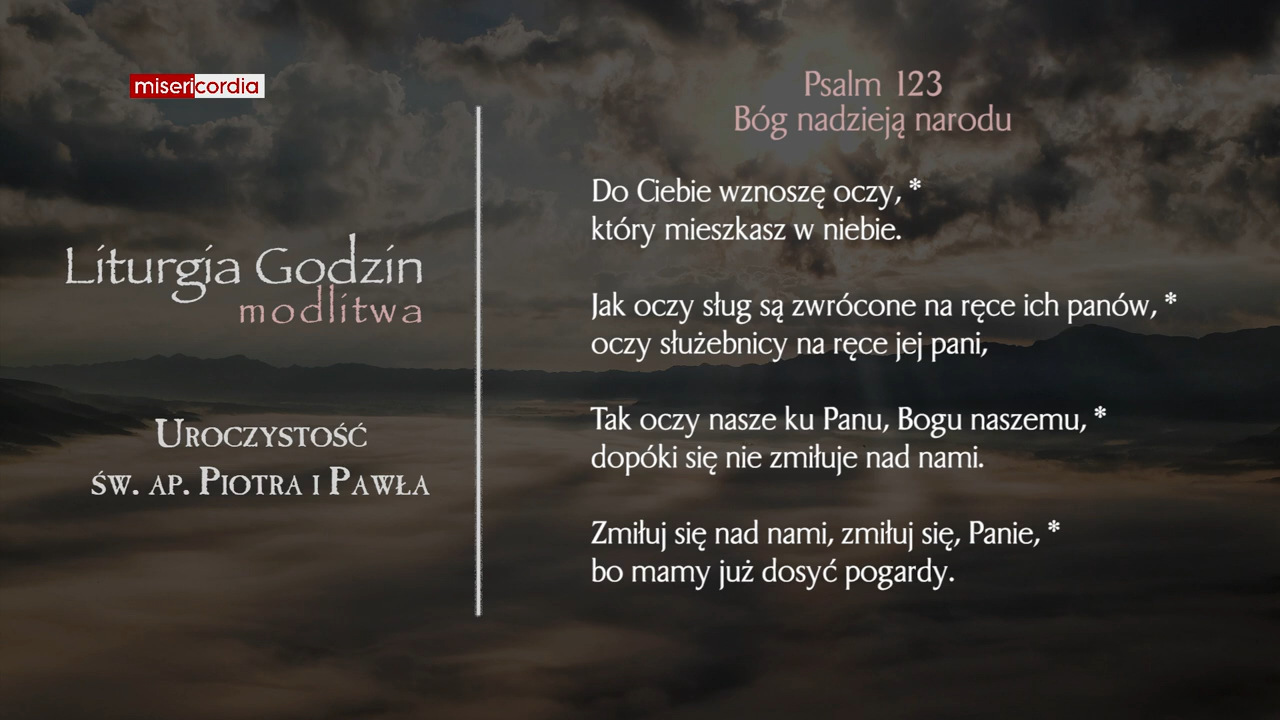 misericordia
Liturgia Godzin
modlitwa
Uroczystość
św. ap. Piotra i Pawła
Psalm 123
Bóg nadzieją narodu
Do Ciebie wznoszę oczy, *
który mieszkasz w niebie.
Jak oczy sług są zwrócone na ręce ich panów, *
oczy służebnicy na ręce jej pani,
Tak oczy nasze ku Panu, Bogu naszemu, *
dopóki się nie zmiłuje nad nami.
Zmiłuj się nad nami, zmiłuj się, Panie, *
bo mamy już dosyć pogardy.